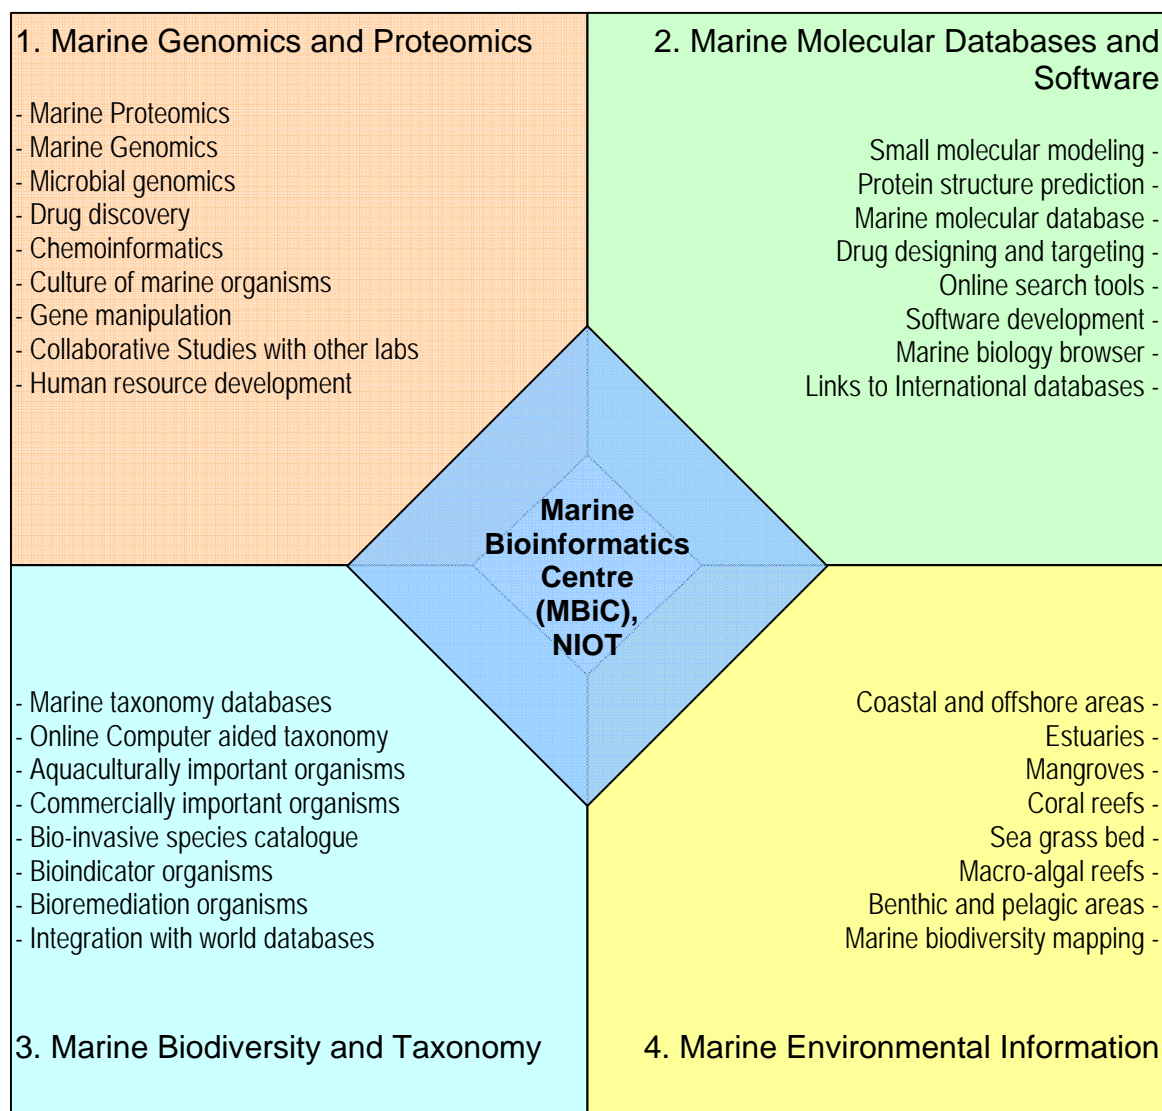 1. Marine Genomics and Proteomics
- Marine Proteomics
- Marine Genomics
- Microbial genomics
- Drug discovery
- Chemoinformatics
- Culture of marine organisms
- Gene manipulation
- Collaborative Studies with other labs
- Human resource development
2. Marine Molecular Databases and
Software
Small molecular modeling -
Protein structure prediction -
Marine molecular database -
Drug designing and targeting -
Online search tools -
Software development -
Marine biology browser -
Links to International databases -
Marine
Bioinformatics
Centre
(MBiC),
NIOT
- Marine taxonomy databases
- Online Computer aided taxonomy
- Aquaculturally important organisms
- Commercially important organisms
- Bio-invasive species catalogue
- Bioindicator organisms
- Bioremediation organisms
- Integration with world databases
3. Marine Biodiversity and Taxonomy
Coastal and offshore areas -
Estuaries -
Mangroves -
Coral reefs -
Sea grass bed -
Macro-algal reefs -
Benthic and pelagic areas -
Marine biodiversity mapping -
4. Marine Environmental Information